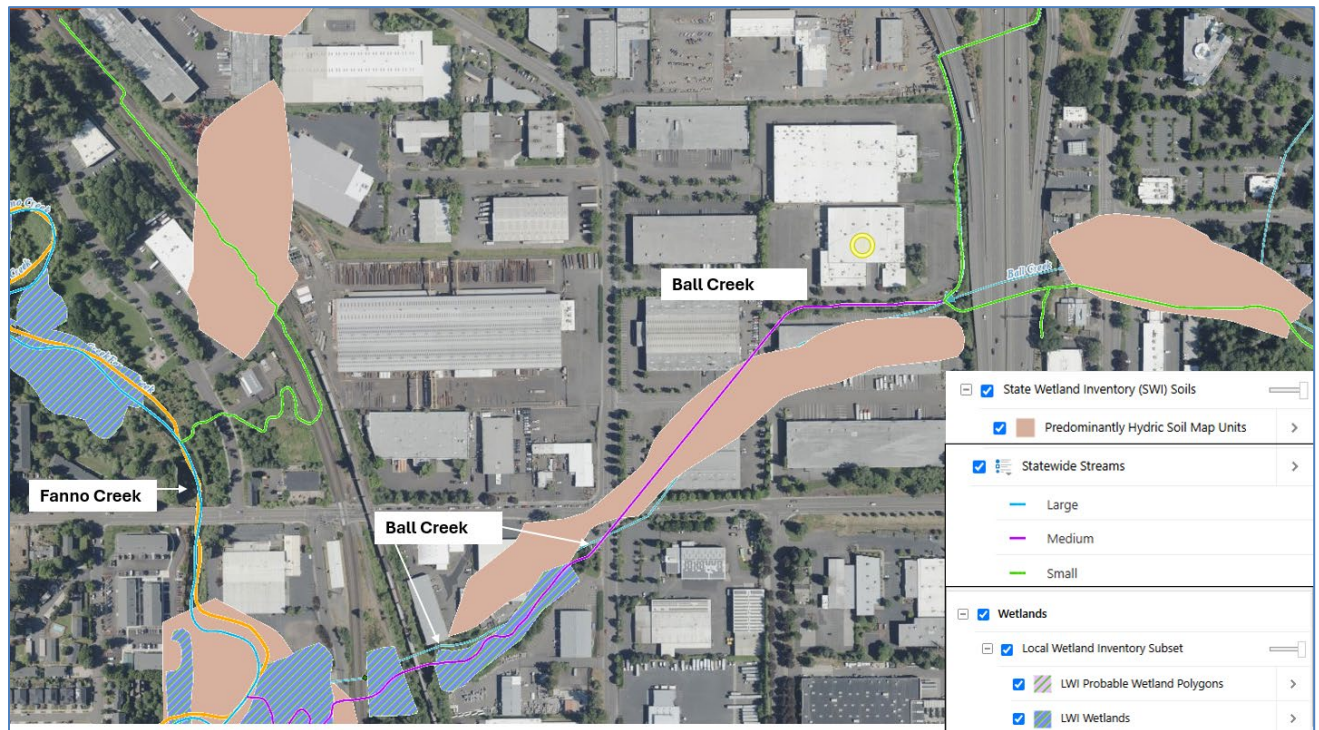 Ball Creek
Ball Creek
Fanno Creek
Ball Creek
State Wetland Inventory (SWI) Soils
Predominantly Hydric Soil Map Units
Statewide Streams
Large
Medium
Small
Wetlands
Local Wetland Inventory Subset
LWI Probable Wetland Polygons
LWI Wetlands